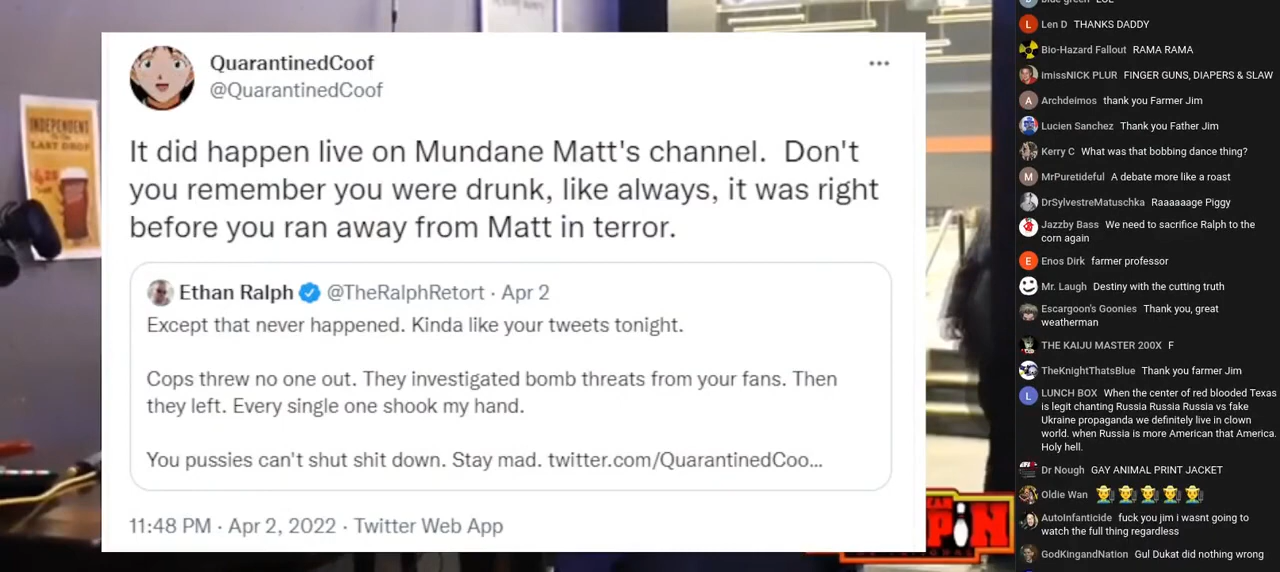 INDEPENDENT
LAST DROP
QuarantinedCoof
@QuarantinedCoof
It did happen live on Mundane Matt's channel.  Don't
you remember you were drunk, like always, it was right
before you ran away from Matt in terror.
Ethan Ralph @TheRalphRetort · Apr 2
Except that never happened. Kinda like your tweets tonight.
Cops threw no one out. They investigated bomb threats from your fans. Then
they left. Every single one shook my hand.
You pussies can't shut shit down. Stay mad. twitter.com/QuarantinedCoo...
11:48 PM · Apr 2, 2022 · Twitter Web App
Len D THANKS DADDY
Bio-Hazard Fallout RAMA RAMA
imissNICK PLUR FINGER GUNS, DIAPERS & SLAW
Archdeimos thank you Farmer Jim
Lucien Sanchez Thank you Father Jim
Kerry C What was that bobbing dance thing?
MrPuretideful A debate more like a roast
DrSylvestreMatuschka Raaaaaage Piggy
Jazzby Bass We need to sacrifice Ralph to the
corn again
Enos Dirk farmer professor
Mr. Laugh Destiny with the cutting truth
Escargoon's Goonies Thank you, great
weatherman
THE KAIJU MASTER 200X F
TheKnightThatsBlue Thank you farmer Jim
LUNCH BOX When the center of red blooded Texas
is legit chanting Russia Russia Russia vs fake
Ukraine propaganda we definitely live in clown
world. when Russia is more American that America.
Holy hell.
Dr Nough GAY ANIMAL PRINT JACKET
Oldie Wan
AutoInfanticide fuck you jim i wasnt going to
watch the full thing regardless
GodKingandNation Gul Dukat did nothing wrong